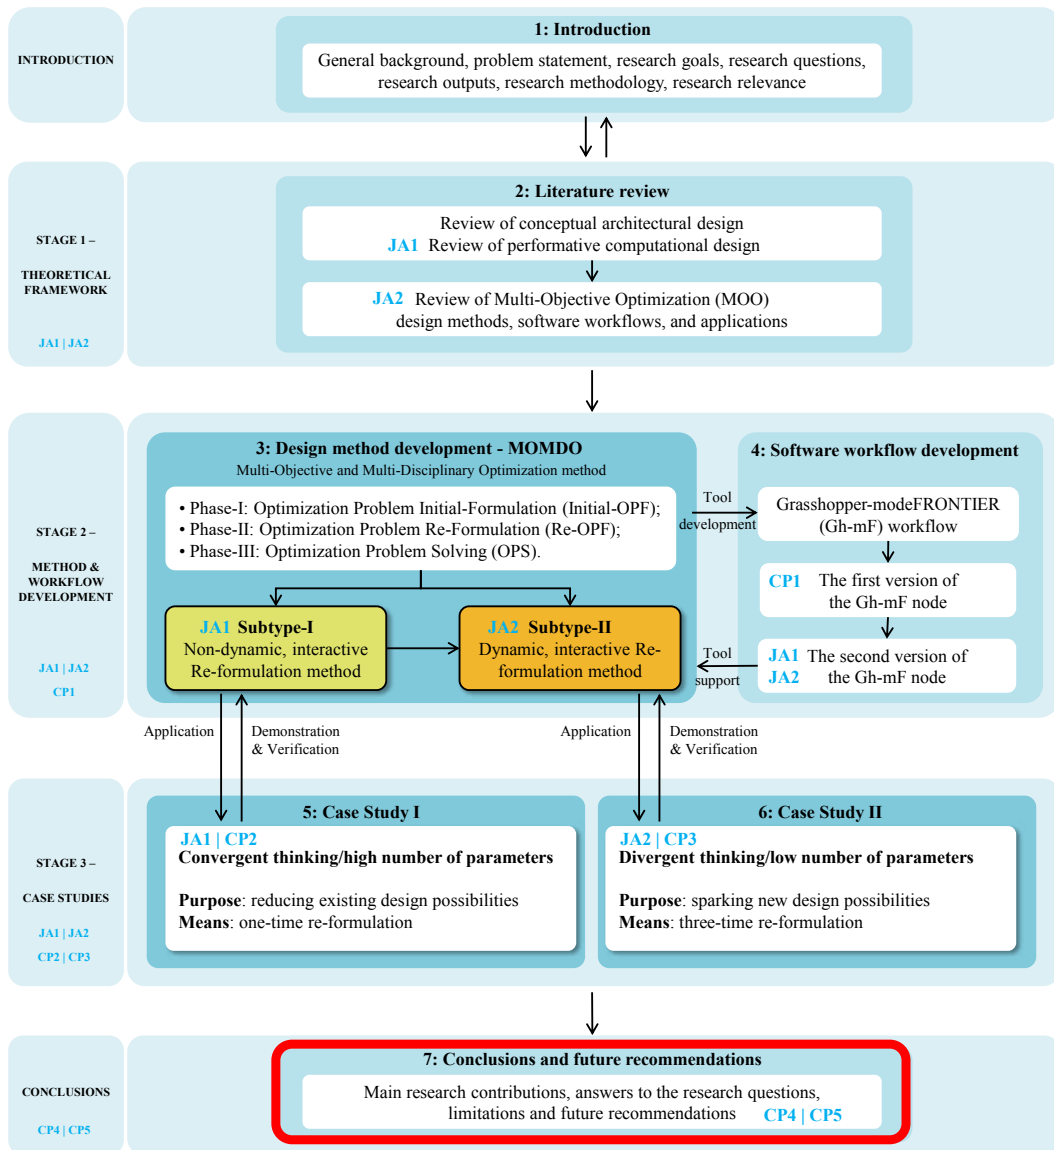 INTRODUCTION
1: Introduction
General background, problem statement, research goals, research questions,
research outputs, research methodology, research relevance
STAGE 1 –
THEORETICAL
FRAMEWORK
JA1 | JA2
2: Literature review
Review of conceptual architectural design
JA1 Review of performative computational design
JA2 Review of Multi-Objective Optimization (MOO)
design methods, software workflows, and applications
STAGE 2 –
METHOD &
WORKFLOW
DEVELOPMENT
JA1 | JA2
CP1
3: Design method development - MOMDO
Multi-Objective and Multi-Disciplinary Optimization method
• Phase-I: Optimization Problem Initial-Formulation (Initial-OPF);
• Phase-II: Optimization Problem Re-Formulation (Re-OPF);
• Phase-III: Optimization Problem Solving (OPS).
JA1 Subtype-I
Non-dynamic, interactive
Re-formulation method
JA2 Subtype-II
Dynamic, interactive Re-
formulation method
Tool
development
Tool
support
4: Software workflow development
Grasshopper-modeFRONTIER
(Gh-mF) workflow
CP1 The first version of
the Gh-mF node
JA1 The second version of
JA2 the Gh-mF node
Application
Demonstration
& Verification
Application
Demonstration
& Verification
STAGE 3 –
CASE STUDIES
JA1 | JA2
CP2 | CP3
5: Case Study I
JA1 | CP2
Convergent thinking/high number of parameters
Purpose: reducing existing design possibilities
Means: one-time re-formulation
6: Case Study II
JA2 | CP3
Divergent thinking/low number of parameters
Purpose: sparking new design possibilities
Means: three-time re-formulation
CONCLUSIONS
CP4 | CP5
7: Conclusions and future recommendations
Main research contributions, answers to the research questions,
limitations and future recommendations CP4 | CP5